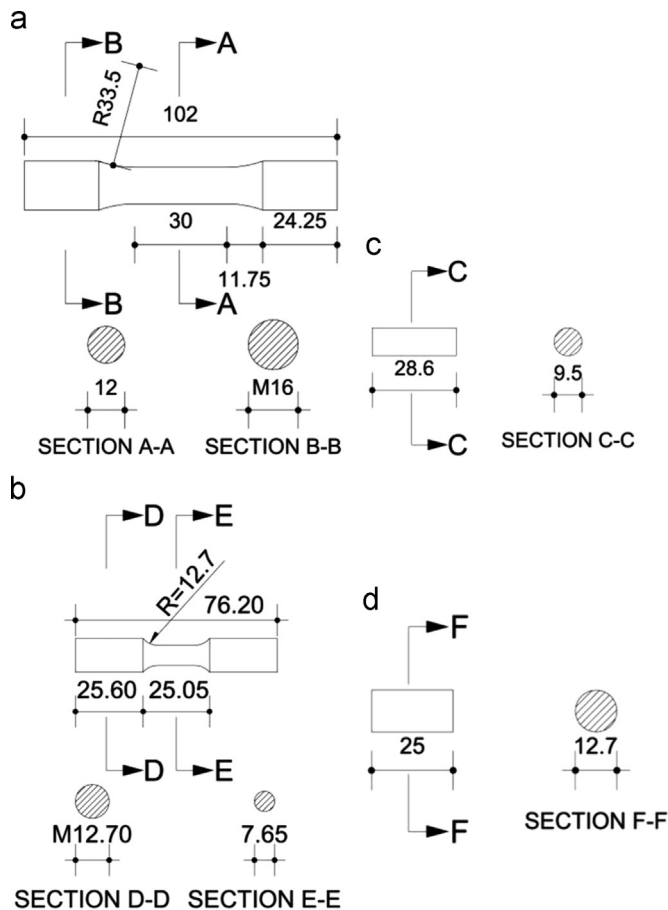 a
B A
R33.5
102
30 24.25
11.75
B A
12 M16
SECTION A-A SECTION B-B
c
C
28.6 9.5
C
SECTION C-C
b
D E
R=12.7
76.20
25.60 25.05
D E
M12.70 7.65
SECTION D-D SECTION E-E
d
F
25 12.7
F
SECTION F-F